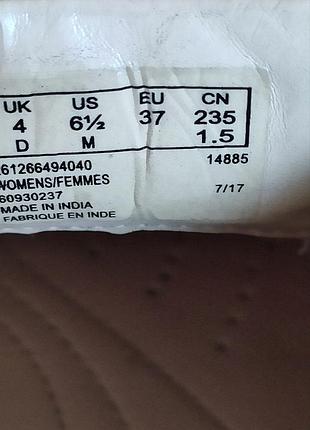 UK US EU CN
4 6½ 37 235
D M 1.5
261266494040 14885
WOMENS/FEMMES
60930237 7/17
MADE IN INDIA
FABRIQUE EN INDE